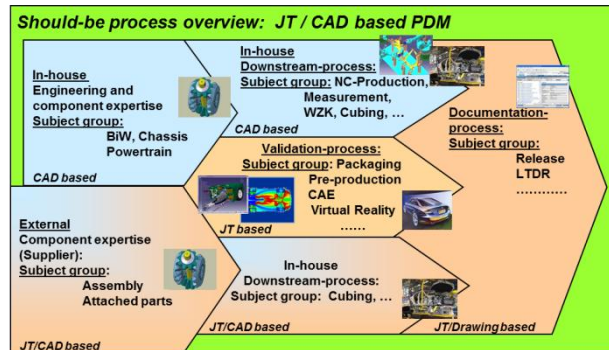 Should-be process overview: JT / CAD based PDM
In-house
Engineering and
component expertise
Subject group:
BiW, Chassis
Powertrain
CAD based
In-house
Downstream-process:
Subject group: NC-Production,
Measurement,
WZK, Cubing, ...
CAD based
Validation-process:
Subject group: Packaging
Pre-production
CAE
Virtual Reality
......
JT based
Documentation-
process:
Subject group:
Release
LTDR
............
JT/Drawing based
External
Component expertise
(Supplier):
Subject group:
Assembly
Attached parts
JT/CAD based
In-house
Downstream-process:
Subject group: Cubing, ...
JT/CAD based